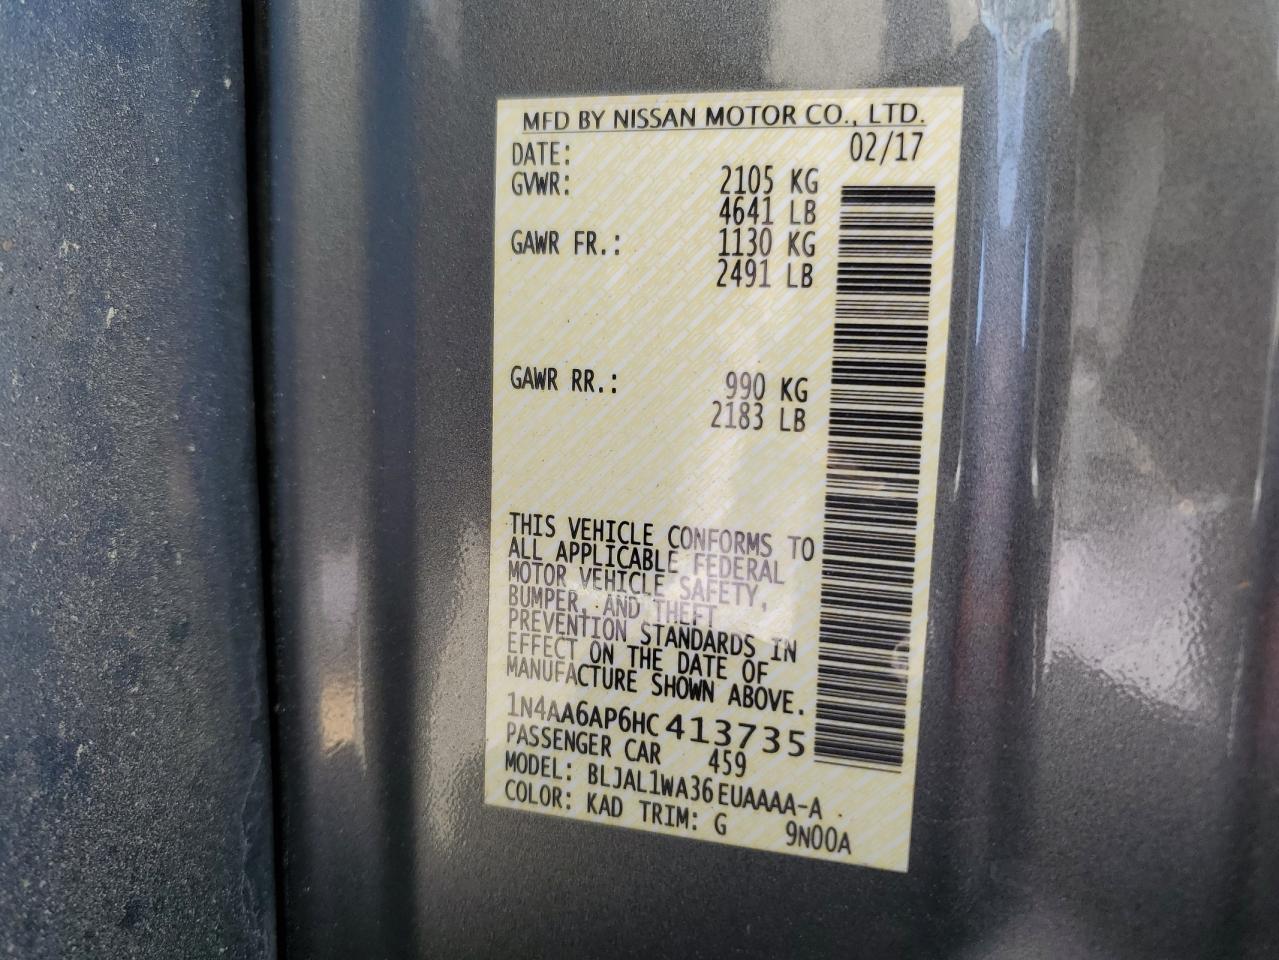 MFD BY NISSAN MOTOR CO., LTD.
DATE: 02/17
GVWR: 2105 KG
4641 LB
GAWR FR.: 1130 KG
2491 LB
GAWR RR.: 990 KG
2183 LB
THIS VEHICLE CONFORMS TO
ALL APPLICABLE FEDERAL
MOTOR VEHICLE SAFETY,
BUMPER, AND THEFT
PREVENTION STANDARDS IN
EFFECT ON THE DATE OF
MANUFACTURE SHOWN ABOVE.
1N4AA6AP6HC413735
PASSENGER CAR 459
MODEL: BLJAL1WA36EUAAAA-A
COLOR: KAD TRIM: G 9N00A